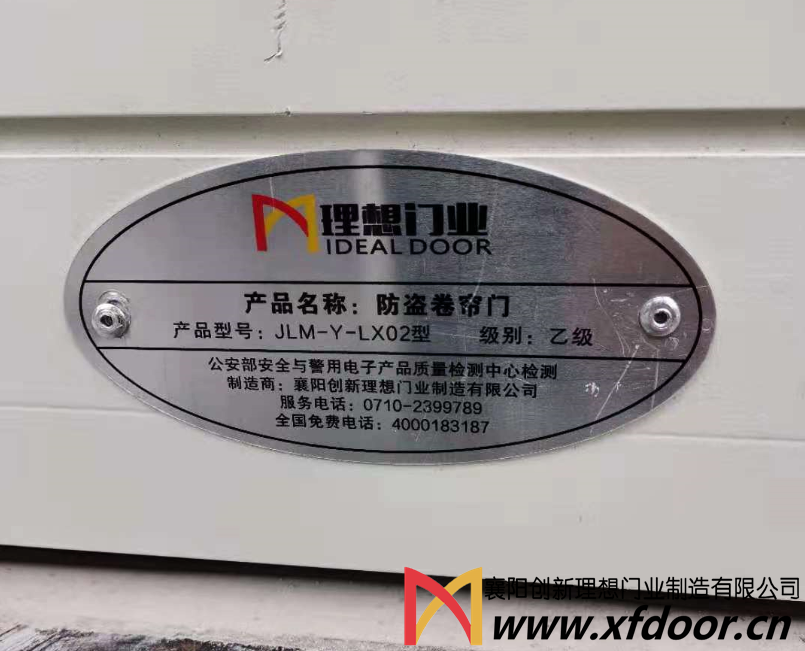 理想门业
IDEALDOOR
产品名称：防盗卷帘门
产品型号：JLM-Y-LX02型 级别：乙级
公安部安全与警用电子产品质量检测中心检测
制造商：襄阳创新理想门业制造有限公司
服务电话：0710-2399789
全国免费电话：4000183187
襄阳创新理想门业制造有限公司
www.xfdoor.cn